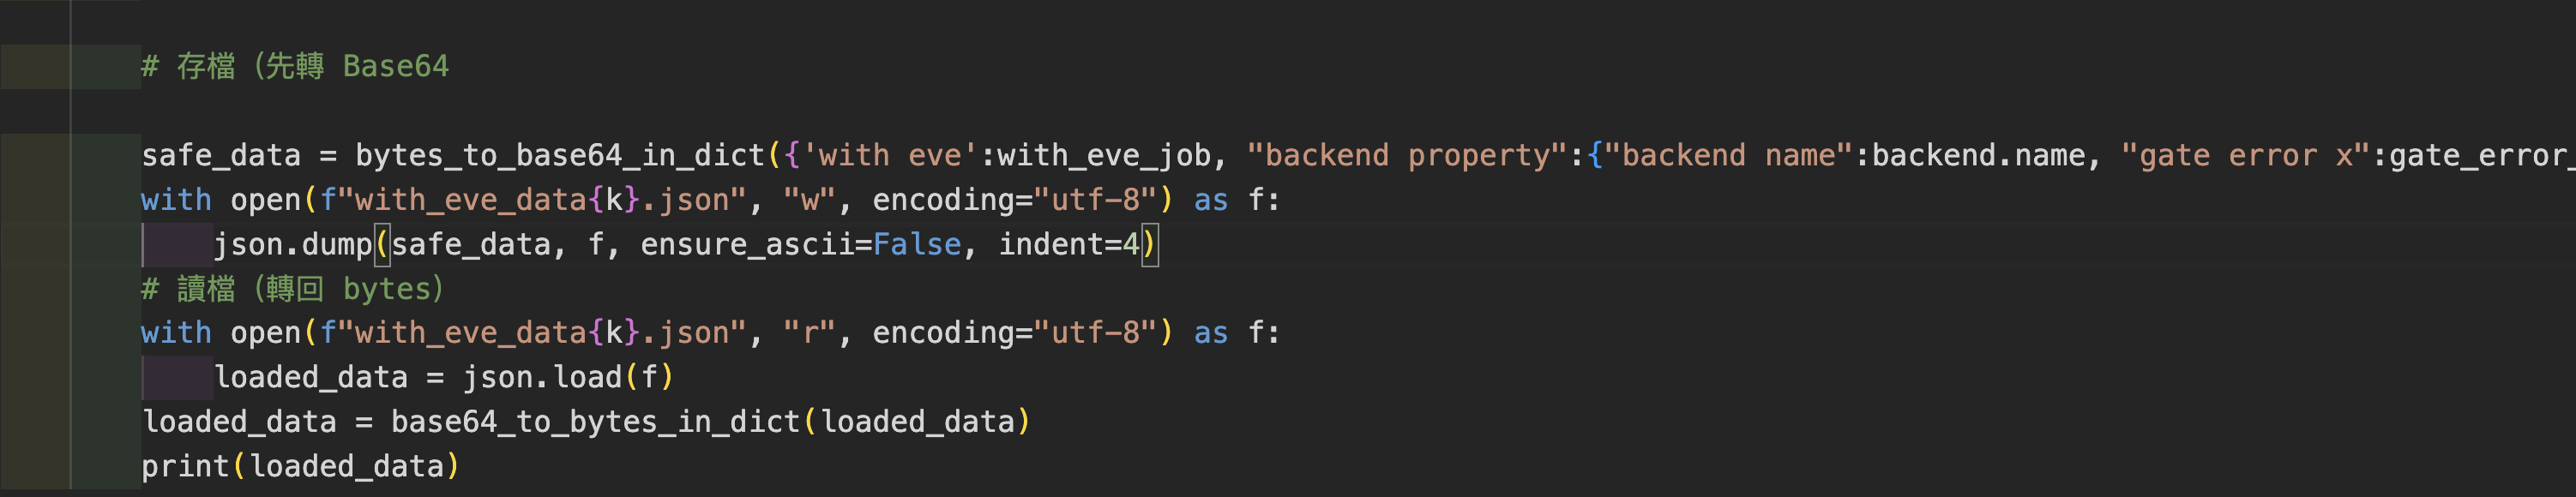 # 存檔（先轉 Base64
safe_data = bytes_to_base64_in_dict({'with eve':with_eve_job, "backend property":{"backend name":backend.name, "gate error x":gate_error_
with open(f"with_eve_data{k}.json", "w", encoding="utf-8") as f:
    json.dump(safe_data, f, ensure_ascii=False, indent=4)
# 讀檔（轉回 bytes）
with open(f"with_eve_data{k}.json", "r", encoding="utf-8") as f:
    loaded_data = json.load(f)
loaded_data = base64_to_bytes_in_dict(loaded_data)
print(loaded_data)